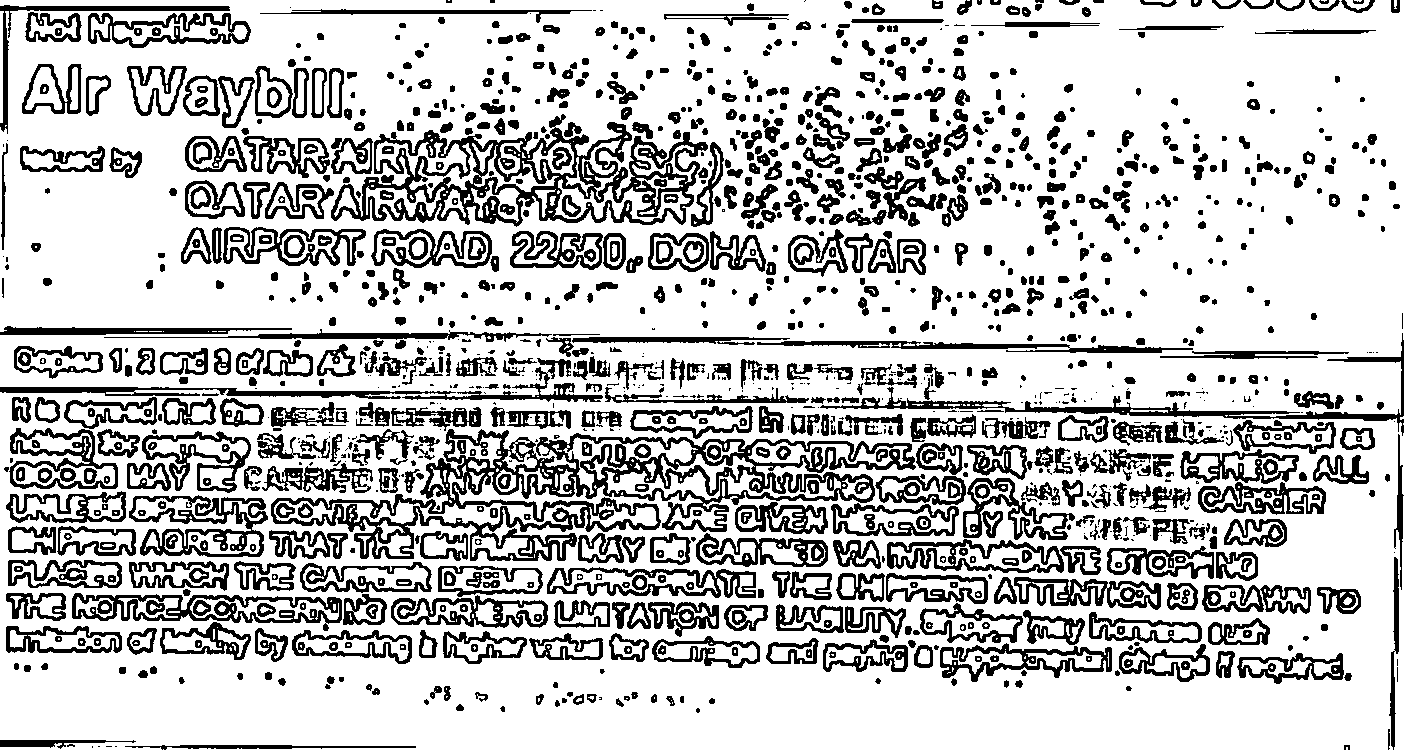 Not Negotiable
Air Waybill
Issued by QATAR AIRWAYS (Q.C.S.C)
QATAR AIRWAYS TOWER
AIRPORT ROAD, 22550, DOHA, QATAR
Copies 1, 2 and 3 of this Air Waybill are originals and have the same validity
It is agreed that the goods described herein are accepted in apparent good order and condition (except as
noted) for carriage SUBJECT TO THE CONDITIONS OF CONTRACT ON THE REVERSE HEREOF. ALL
GOODS MAY BE CARRIED BY ANY OTHER MEANS INCLUDING ROAD OR ANY OTHER CARRIER
UNLESS SPECIFIC CONTRARY INSTRUCTIONS ARE GIVEN HEREON BY THE SHIPPER, AND
SHIPPER AGREES THAT THE SHIPMENT MAY BE CARRIED VIA INTERMEDIATE STOPPING
PLACES WHICH THE CARRIER DEEMS APPROPRIATE. THE SHIPPERS ATTENTION IS DRAWN TO
THE NOTICE CONCERNING CARRIERS LIMITATION OF LIABILITY. Shipper may increase such
limitation of liability by declaring a higher value for carriage and paying a supplemental charge if required.